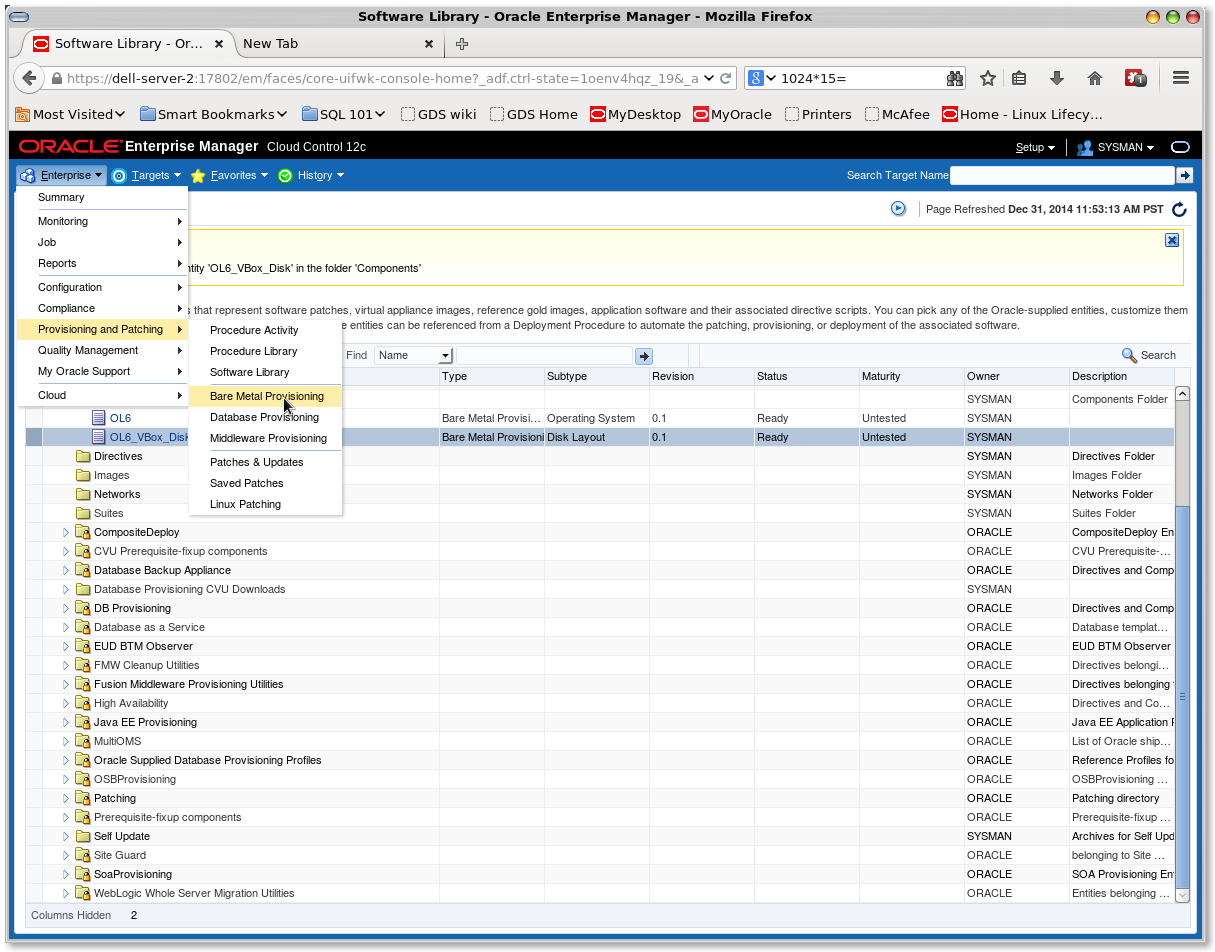 Software Library - Oracle Enterprise Manager - Mozilla Firefox
Software Library - Or... New Tab
https://dell-server-2:17802/em/faces/core-uifwk-console-home?_adf.ctrl-state=1oenv4hqz_19&_a 1024*15=
Most Visited Smart Bookmarks SQL 101 GDS wiki GDS Home MyDesktop MyOracle Printers McAfee Home - Linux Lifecy...
ORACLE Enterprise Manager Cloud Control 12c Setup SYSMAN
Enterprise Targets Favorites History Search Target Name
Summary
Page Refreshed Dec 31, 2014 11:53:13 AM PST
Monitoring
Job
Reports
ntity 'OL6_VBox_Disk' in the folder 'Components'
Configuration
Compliance
s that represent software patches, virtual appliance images, reference gold images, application software and their associated directive scripts. You can pick any of the Oracle-supplied entities, customize them
Provisioning and Patching
e entities can be referenced from a Deployment Procedure to automate the patching, provisioning, or deployment of the associated software.
Quality Management
My Oracle Support
Cloud
Procedure Activity
Procedure Library
Software Library
Bare Metal Provisioning
Database Provisioning
Middleware Provisioning
Patches & Updates
Saved Patches
Linux Patching
Find Name Search
Type Subtype Revision Status Maturity Owner Description
SYSMAN Components Folder
OL6 Bare Metal Provisi... Operating System 0.1 Ready Untested SYSMAN
OL6_VBox_Disk Bare Metal Provisioni Disk Layout 0.1 Ready Untested SYSMAN
Directives SYSMAN Directives Folder
Images SYSMAN Images Folder
Networks SYSMAN Networks Folder
Suites SYSMAN Suites Folder
CompositeDeploy ORACLE CompositeDeploy En
CVU Prerequisite-fixup components ORACLE CVU Prerequisite-...
Database Backup Appliance ORACLE Directives and Comp
Database Provisioning CVU Downloads SYSMAN
DB Provisioning ORACLE Directives and Comp
Database as a Service ORACLE Database templat...
EUD BTM Observer ORACLE EUD BTM Observer
FMW Cleanup Utilities ORACLE Directives belongi...
Fusion Middleware Provisioning Utilities ORACLE Directives belonging
High Availability ORACLE Directives and Co...
Java EE Provisioning ORACLE Java EE Application
MultiOMS ORACLE List of Oracle ship...
Oracle Supplied Database Provisioning Profiles ORACLE Reference Profiles fo
OSBProvisioning ORACLE OSBProvisioning ...
Patching ORACLE Patching directory
Prerequisite-fixup components ORACLE Prerequisite-fixup ...
Self Update SYSMAN Archives for Self Upd
Site Guard ORACLE belonging to Site ...
SoaProvisioning ORACLE SOA Provisioning En
WebLogic Whole Server Migration Utilities ORACLE Entities belonging ...
Columns Hidden 2